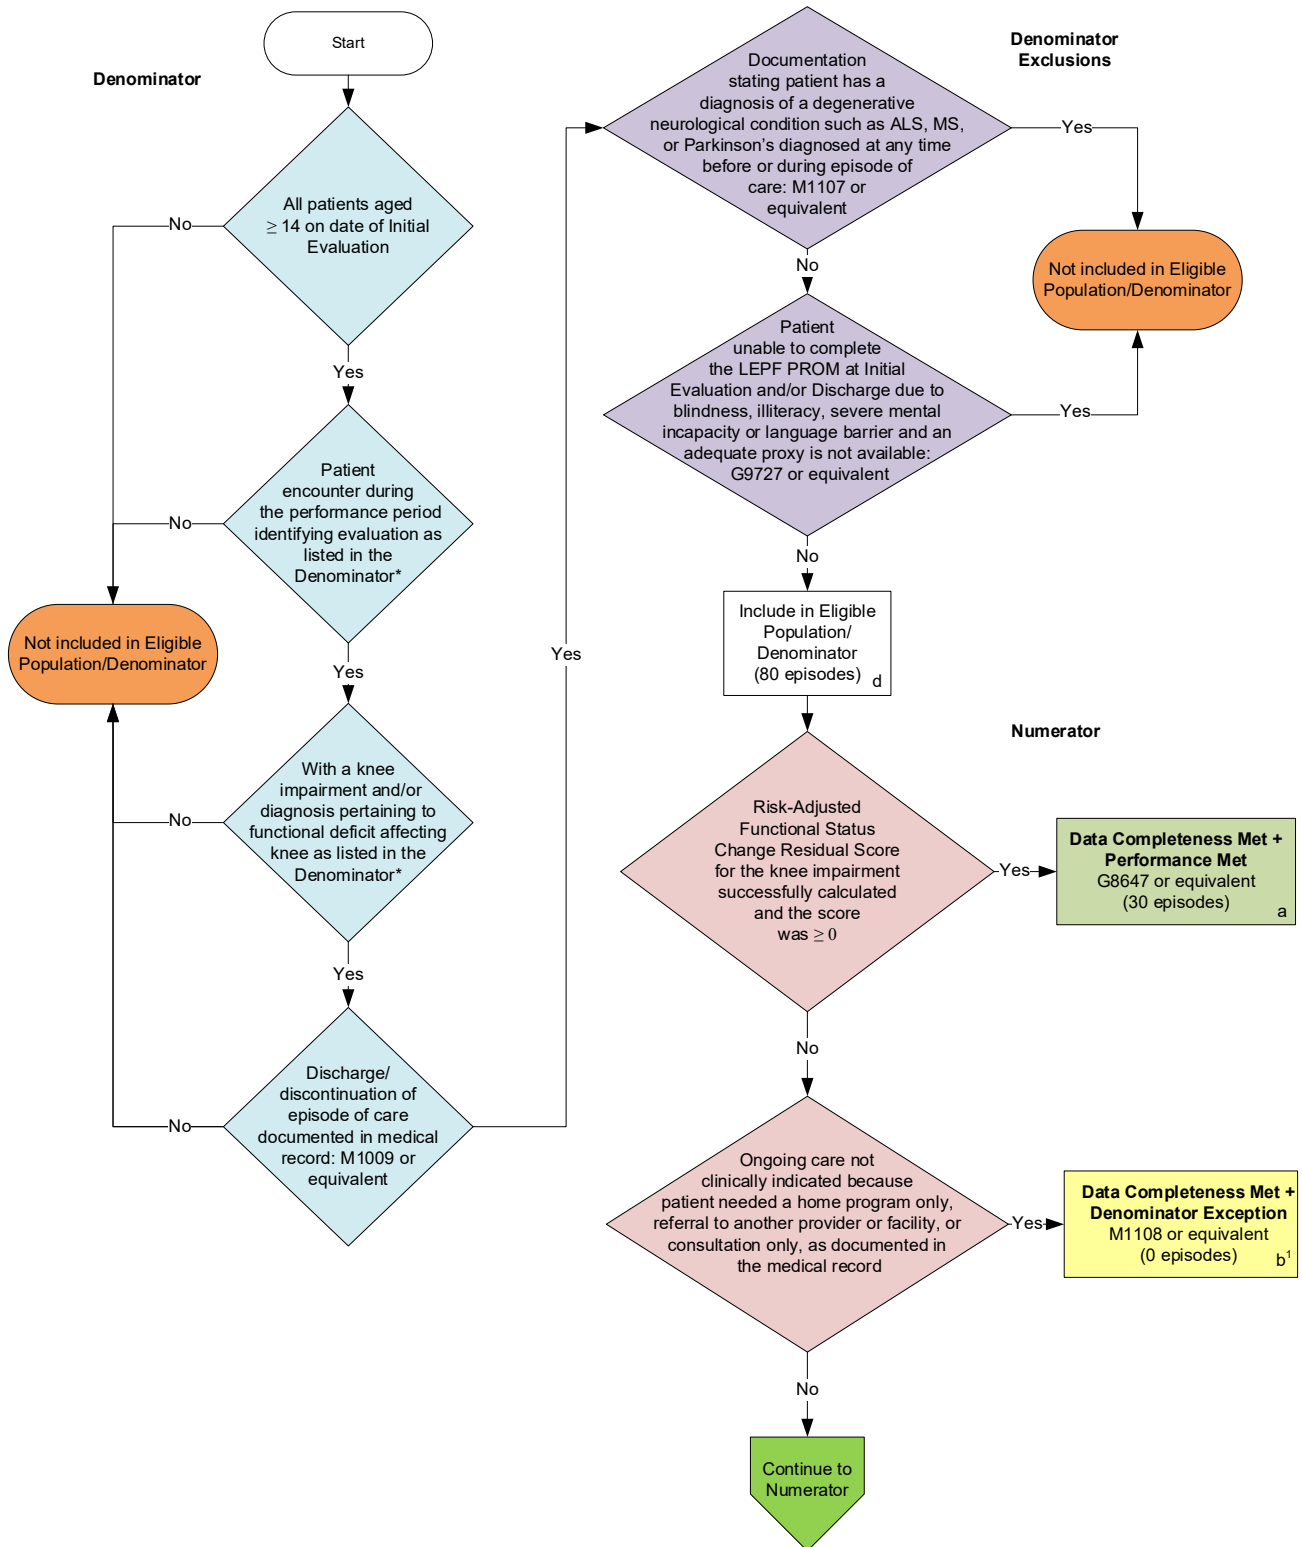 Start
Denominator
All patients aged
≥ 14 on date of Initial
Evaluation
No
Yes
Patient
encounter during
the performance period
identifying evaluation as
listed in the
Denominator*
No
Yes
Not included in Eligible
Population/Denominator
With a knee
impairment and/or
diagnosis pertaining to
functional deficit affecting
knee as listed in the
Denominator*
No
Yes
Discharge/
discontinuation of
episode of care
documented in medical
record: M1009 or
equivalent
No
Yes
Denominator
Exclusions
Documentation
stating patient has a
diagnosis of a degenerative
neurological condition such as ALS, MS,
or Parkinson's diagnosed at any time
before or during episode of
care: M1107 or
equivalent
Yes
No
Not included in Eligible
Population/Denominator
Patient
unable to complete
the LEPF PROM at Initial
Evaluation and/or Discharge due to
blindness, illiteracy, severe mental
incapacity or language barrier and an
adequate proxy is not available:
G9727 or equivalent
Yes
No
Include in Eligible
Population/
Denominator
(80 episodes)
d
Numerator
Risk-Adjusted
Functional Status
Change Residual Score
for the knee impairment
successfully calculated
and the score
was ≥ 0
Yes
Data Completeness Met +
Performance Met
G8647 or equivalent
(30 episodes)
a
No
Ongoing care not
clinically indicated because
patient needed a home program only,
referral to another provider or facility, or
consultation only, as documented in
the medical record
Yes
Data Completeness Met +
Denominator Exception
M1108 or equivalent
(0 episodes)
b¹
No
Continue to
Numerator